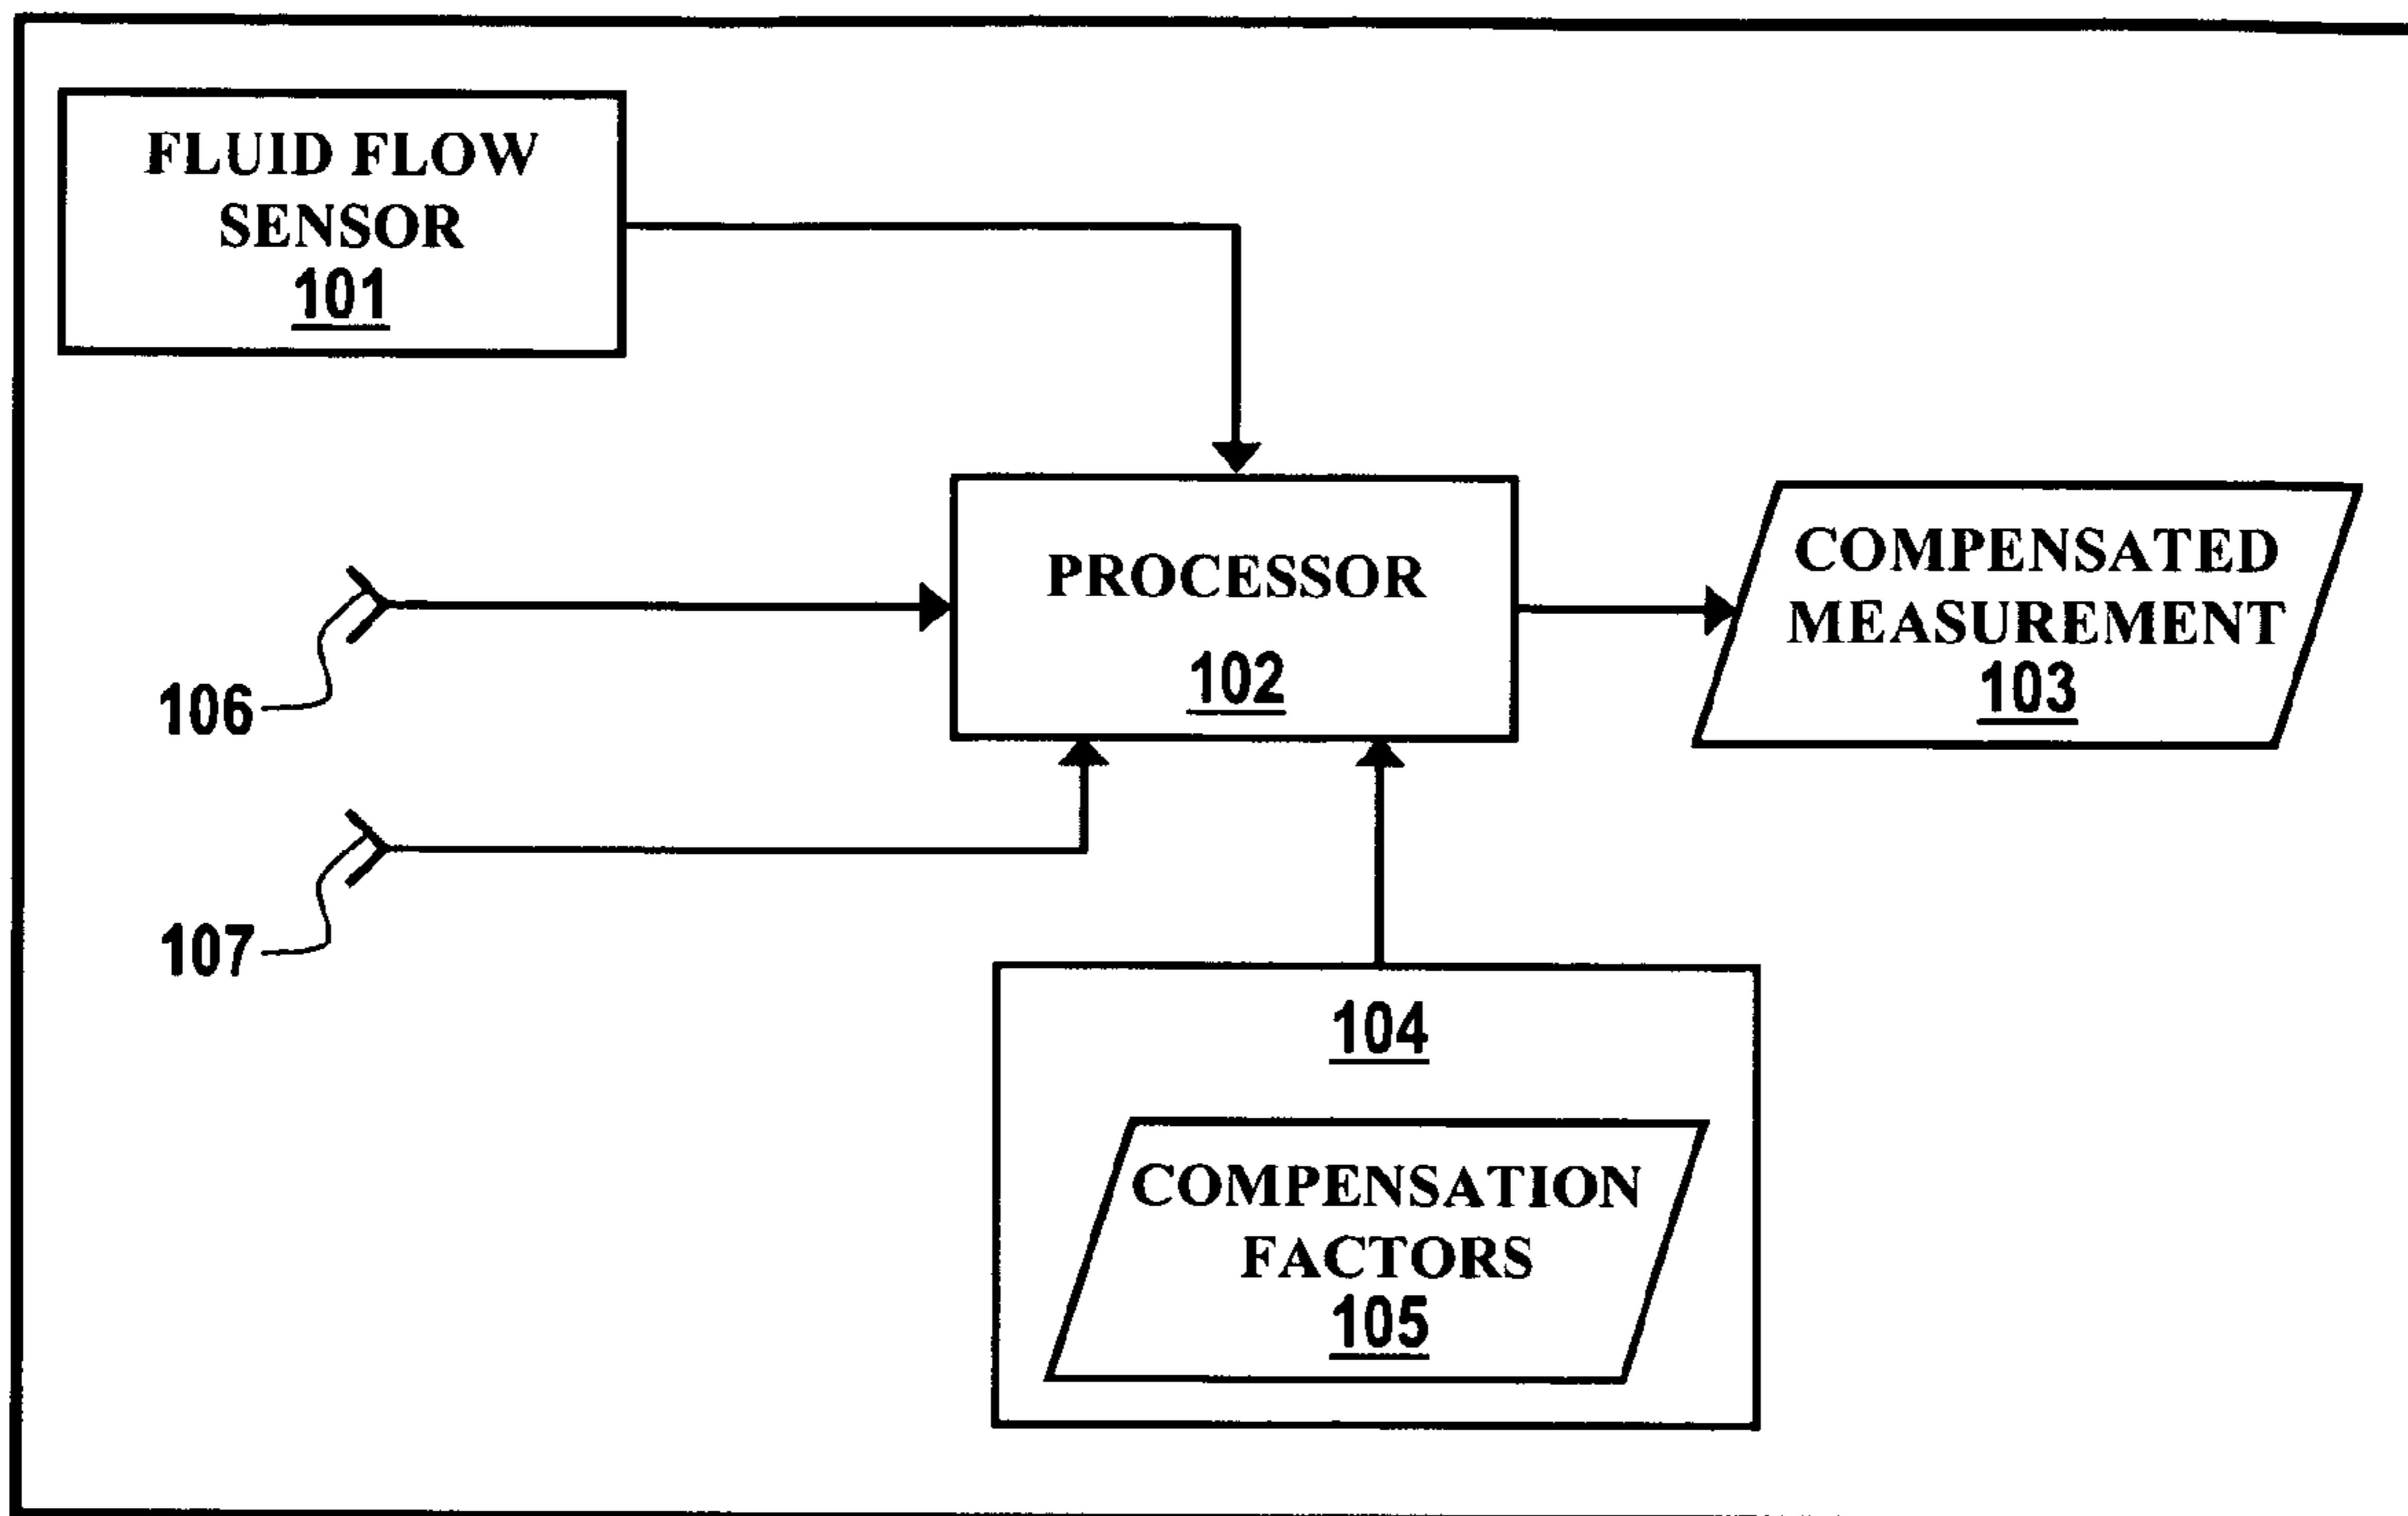 FLUID FLOW
SENSOR
101
PROCESSOR
102
COMPENSATED
MEASUREMENT
103
106
107
104
COMPENSATION
FACTORS
105